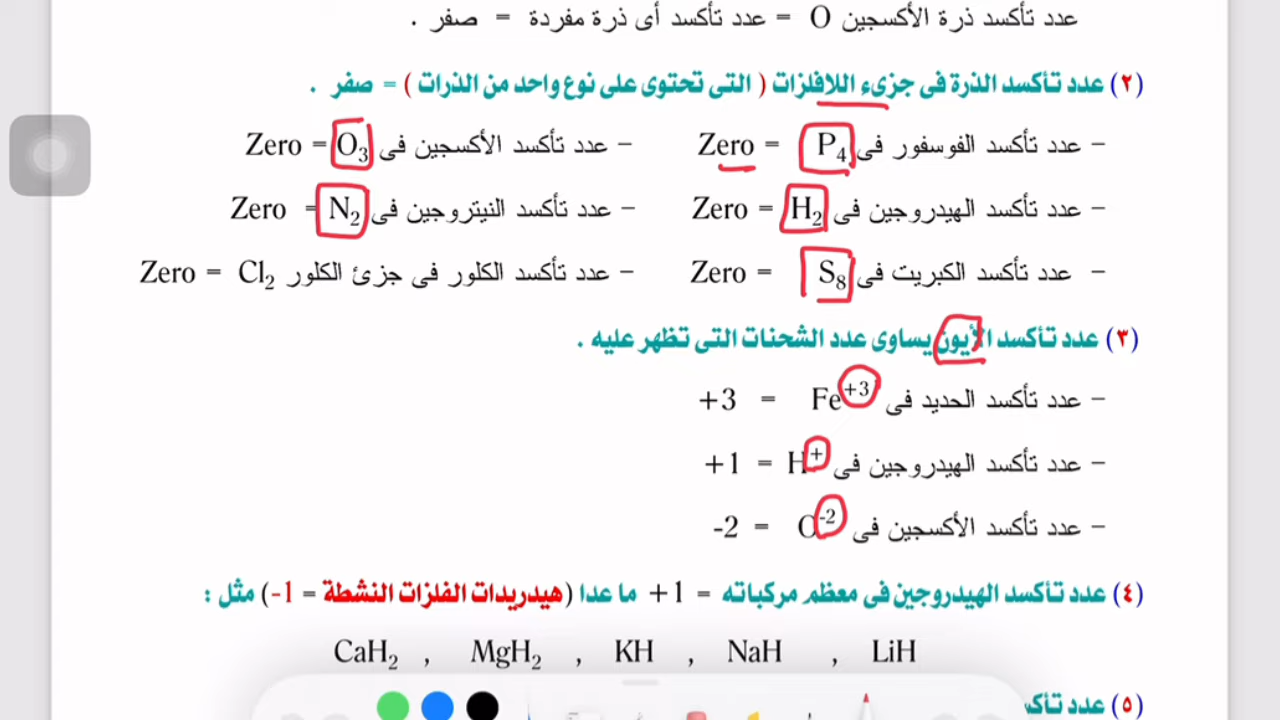 عدد تأكسد ذرة الأكسجين O = عدد تأكسد أى ذرة مفردة = صفر .
(٢) عدد تأكسد الذرة فى جزىء اللافلزات ( التى تحتوى على نوع واحد من الذرات ) = صفر .
– عدد تأكسد الفوسفور فى P₄ = Zero – عدد تأكسد الأكسجين فى O₃ = Zero
– عدد تأكسد الهيدروجين فى H₂ = Zero – عدد تأكسد النيتروجين فى N₂ = Zero
– عدد تأكسد الكبريت فى S₈ = Zero – عدد تأكسد الكلور فى جزئ الكلور Cl₂ = Zero
(٣) عدد تأكسد الأيون يساوى عدد الشحنات التى تظهر عليه .
– عدد تأكسد الحديد فى Fe⁺³ = +3
– عدد تأكسد الهيدروجين فى H⁺ = +1
– عدد تأكسد الأكسجين فى O⁻² = -2
(٤) عدد تأكسد الهيدروجين فى معظم مركباته = +1 ما عدا (هيدريدات الفلزات النشطة = -1) مثل :
LiH , NaH , KH , MgH₂ , CaH₂
(٥) عدد